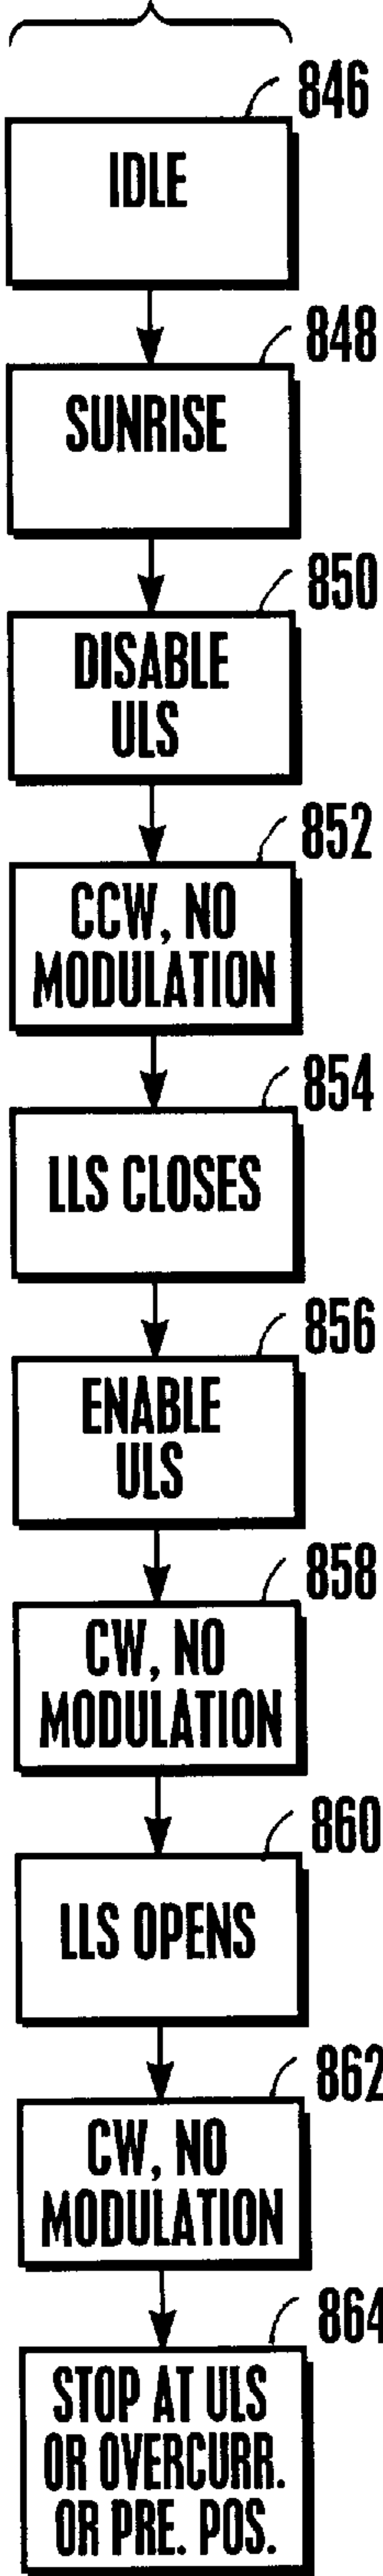 846
IDLE
848
SUNRISE
850
DISABLE
ULS
852
CCW, NO
MODULATION
854
LLS CLOSES
856
ENABLE
ULS
858
CW, NO
MODULATION
860
LLS OPENS
862
CW, NO
MODULATION
864
STOP AT ULS
OR OVERCURR.
OR PRE. POS.